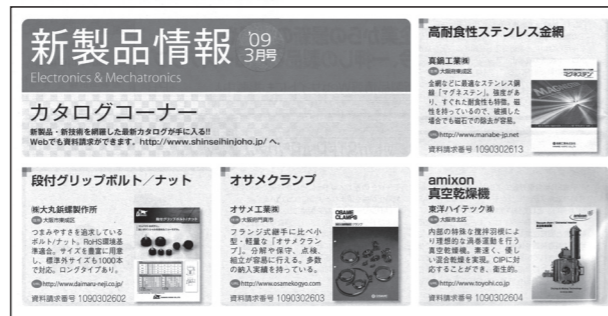 新製品情報 '09 3月号
Electronics & Mechatronics
カタログコーナー
新製品・新技術を網羅した最新カタログが手に入る!!
Webでも資料請求ができます。http://www.shinseihinjoho.jp/ へ。
高耐食性ステンレス金網
真鍋工業㈱
大阪府東成区
金網などに最適なステンレス鋼
線「マグネステン」。強度があ
り、すぐれた耐食性も特徴。磁
性を持っているので、破損した
場合でも磁石での除去が容易。
http://www.manabe-jp.net
資料請求番号 1090302613
段付グリップボルト／ナット
㈱大丸鋲螺製作所
大阪市東成区
つまみやすさを追求している
ボルト/ナット。RoHS環境基
準適合。サイズも豊富に用意
し、標準外サイズも1000本
で対応。ロングタイプあり。
http://www.daimaru-neji.co.jp/
資料請求番号 1090302602
オサメクランプ
オサメ工業㈱
大阪府門真市
フランジ式継手に比べ小
型・軽量な「オサメクラン
プ」。分解や保守、点検、
組立が容易に行える。多数
の納入実績を持っている。
http://www.osamekogyo.com
資料請求番号 1090302603
OSAME
CLAMPS
amixon
真空乾燥機
東洋ハイテック㈱
大阪市北区
内部の特殊な攪拌羽根によ
り理想的な渦巻運動を行う
真空乾燥機。素速く、優し
い混合乾燥を実現。CIPに対
応することができ、衛生的。
http://www.toyohi.co.jp
資料請求番号 1090302604